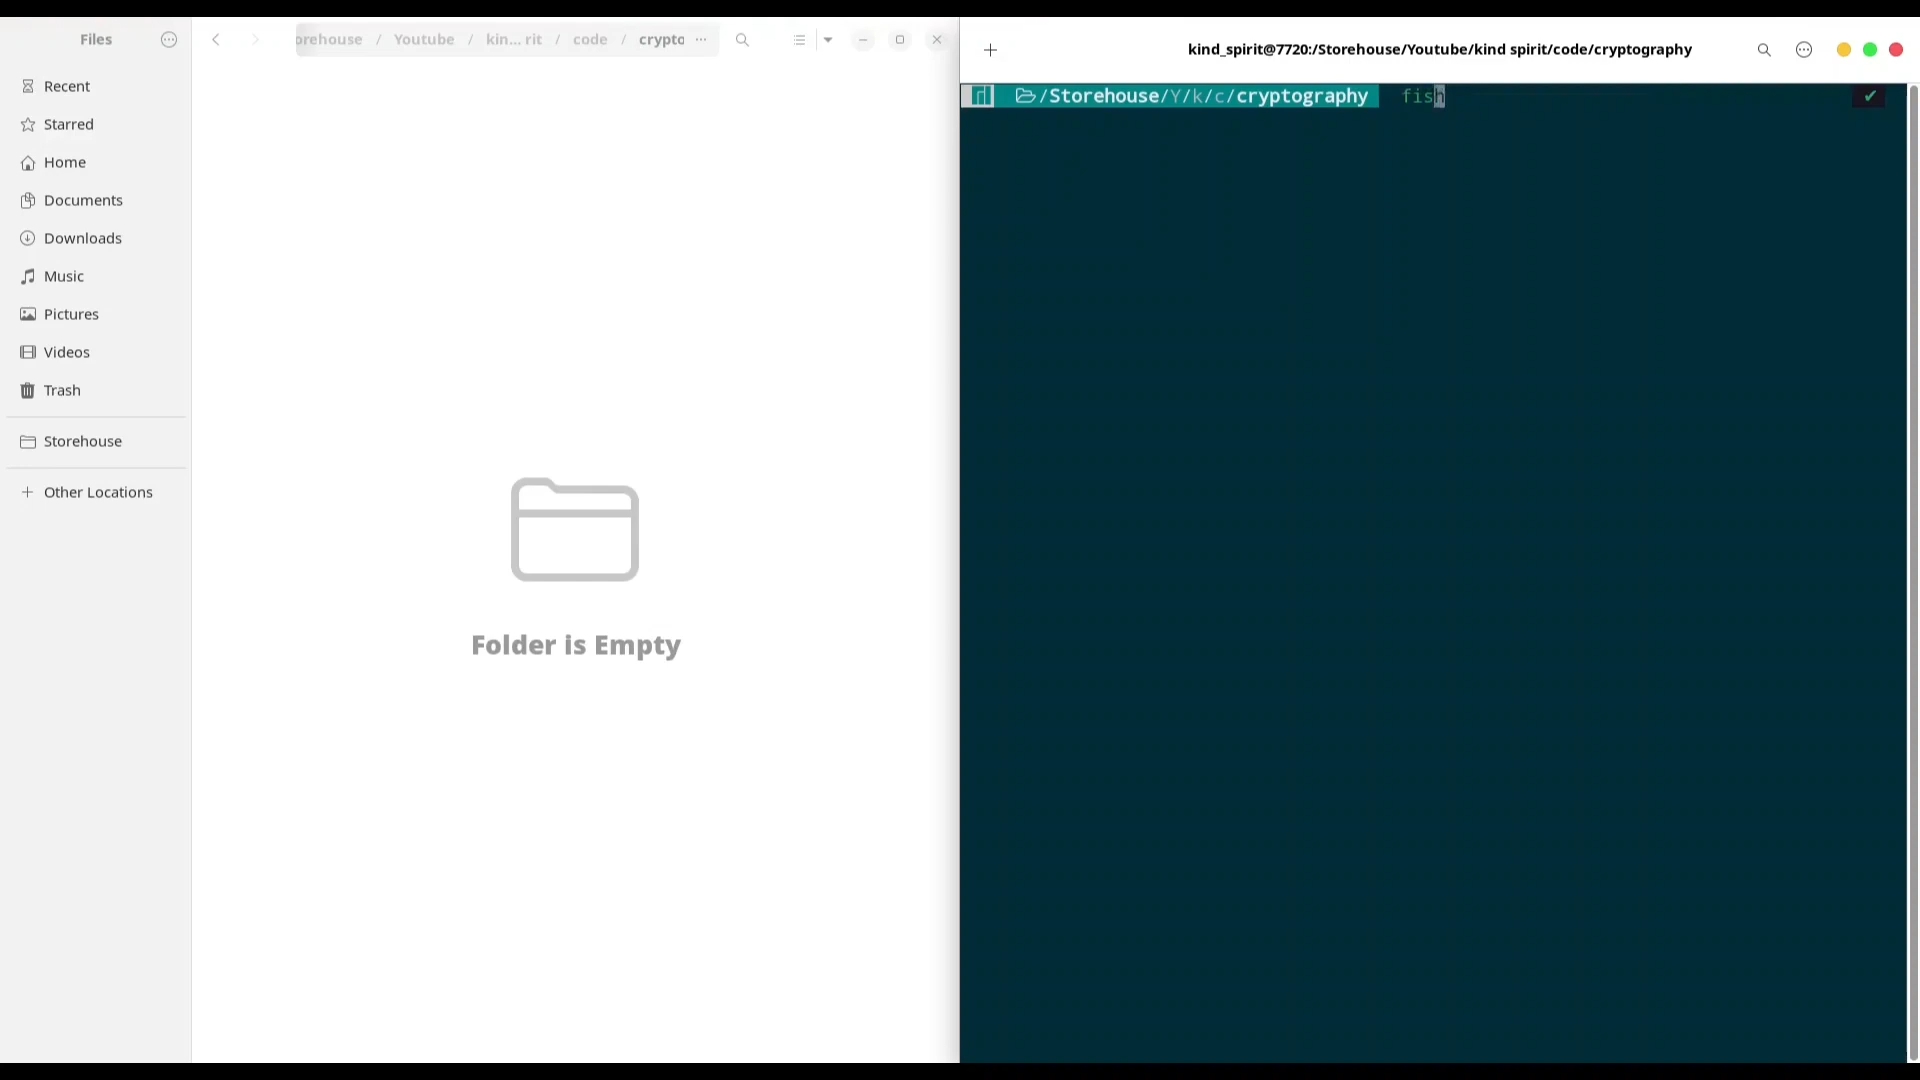 Files
orehouse / Youtube / kin... rit / code / crypto
Recent
Starred
Home
Documents
Downloads
Music
Pictures
Videos
Trash
Storehouse
Other Locations
Folder is Empty
kind_spirit@7720:/Storehouse/Youtube/kind spirit/code/cryptography
/Storehouse/Y/k/c/cryptography fish